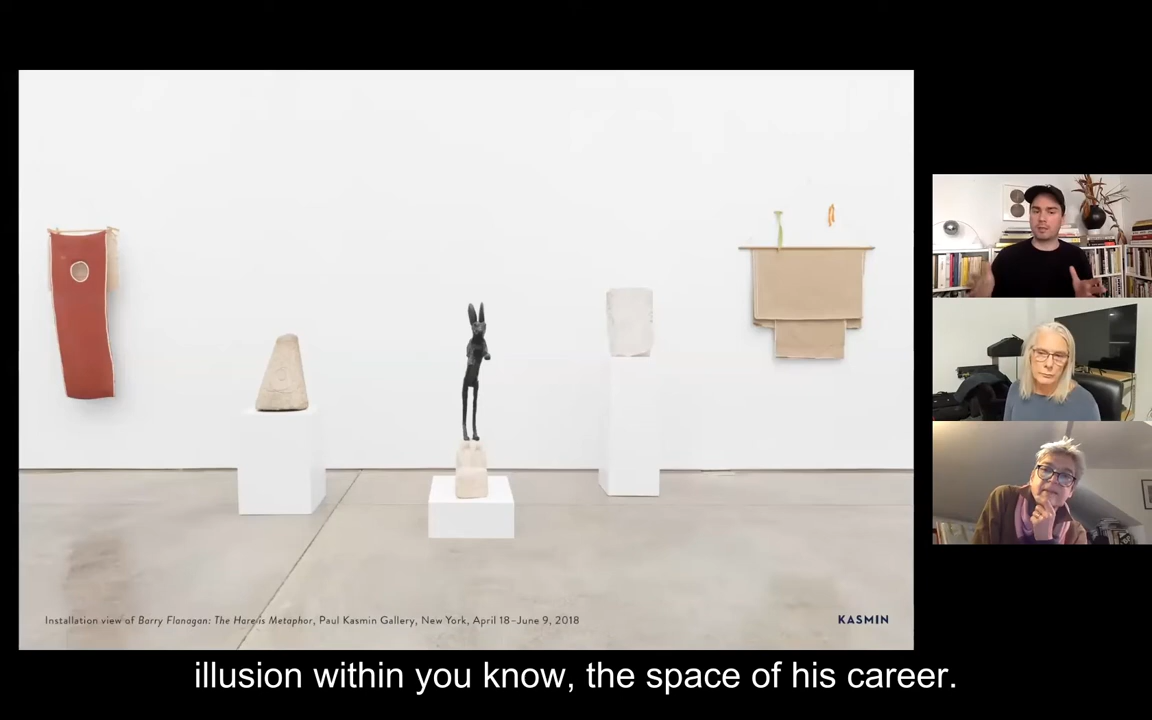 Installation view of Barry Flanagan: The Hare is Metaphor, Paul Kasmin Gallery, New York, April 18–June 9, 2018
KASMIN
illusion within you know, the space of his career.